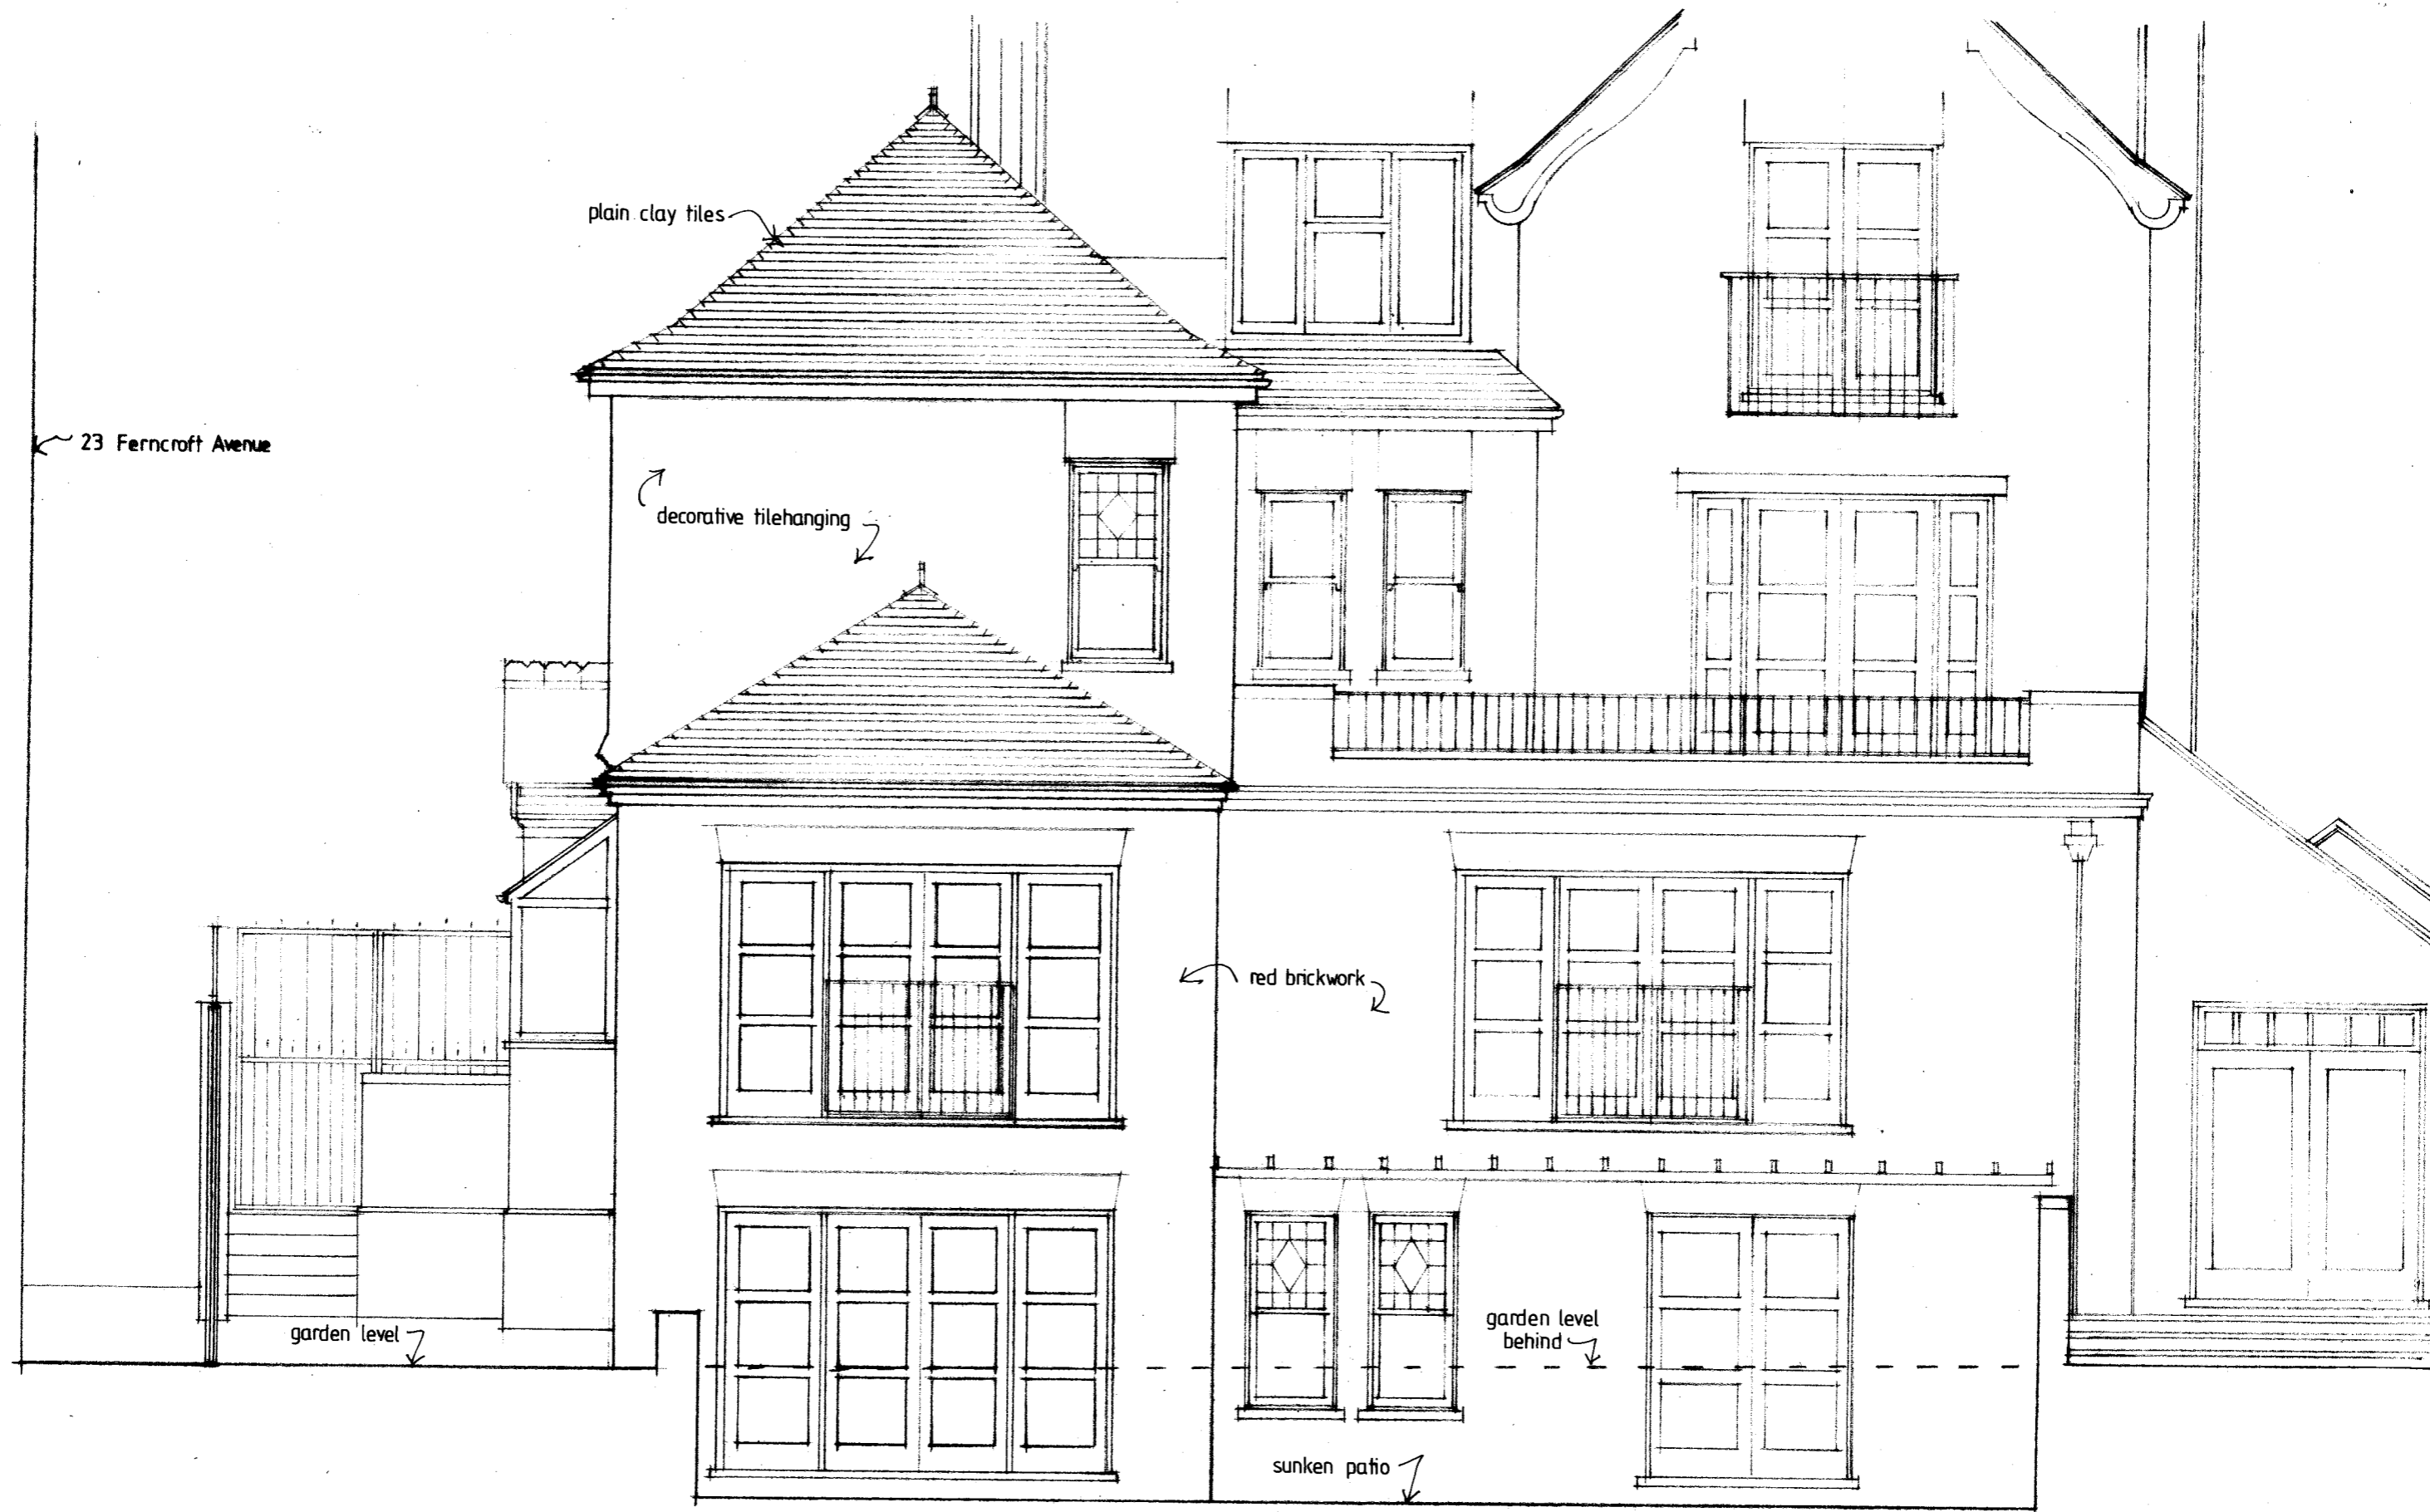 plain clay tiles
23 Ferncroft Avenue
decorative tilehanging
red brickwork
garden level
garden level
behind
sunken patio